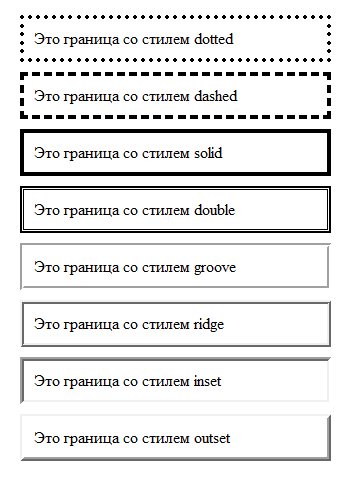 Это граница со стилем dotted
Это граница со стилем dashed
Это граница со стилем solid
Это граница со стилем double
Это граница со стилем groove
Это граница со стилем ridge
Это граница со стилем inset
Это граница со стилем outset